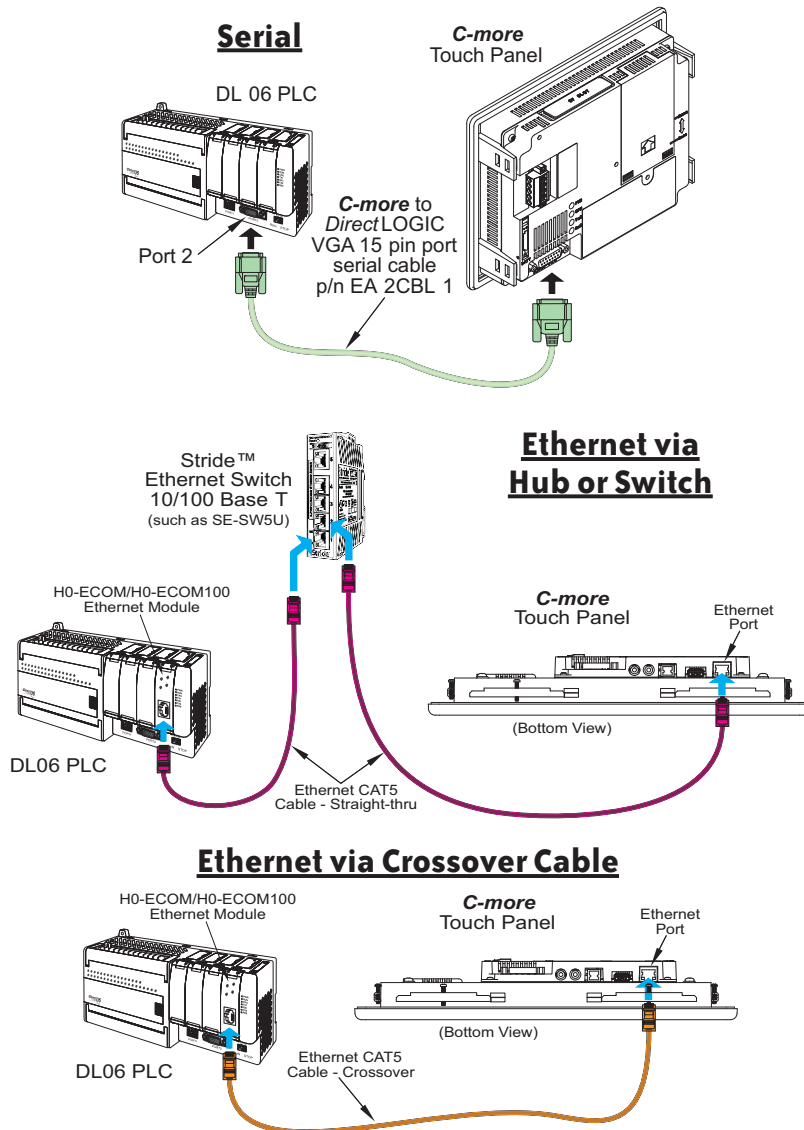 Serial
C-more
Touch Panel
DL 06 PLC
C-more to
DirectLOGIC
VGA 15 pin port
serial cable
p/n EA 2CBL 1
Port 2
Ethernet via
Hub or Switch
Stride™
Ethernet Switch
10/100 Base T
(such as SE-SW5U)
H0-ECOM/H0-ECOM100
Ethernet Module
C-more
Touch Panel
Ethernet
Port
(Bottom View)
DL06 PLC
Ethernet CAT5
Cable - Straight-thru
Ethernet via Crossover Cable
H0-ECOM/H0-ECOM100
Ethernet Module
C-more
Touch Panel
Ethernet
Port
(Bottom View)
Ethernet CAT5
Cable - Crossover
DL06 PLC